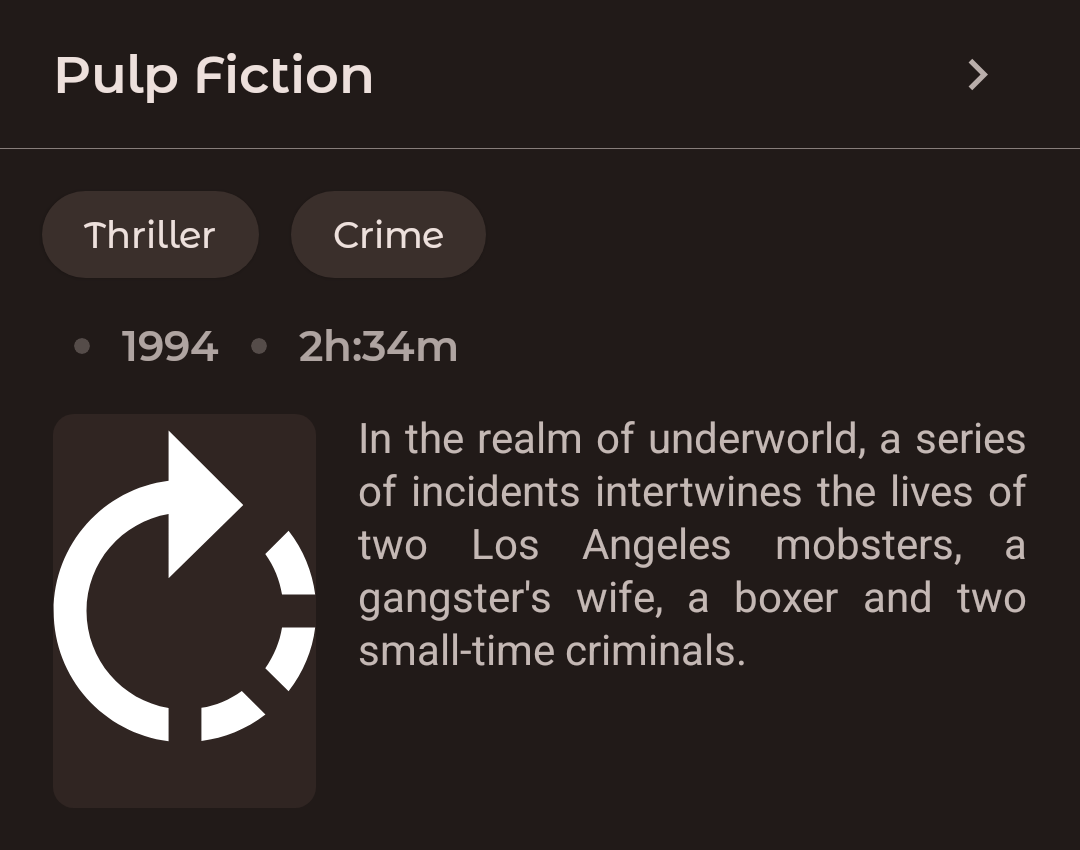 Pulp Fiction
Thriller Crime
• 1994 • 2h:34m
In the realm of underworld, a series
of incidents intertwines the lives of
two Los Angeles mobsters, a
gangster's wife, a boxer and two
small-time criminals.